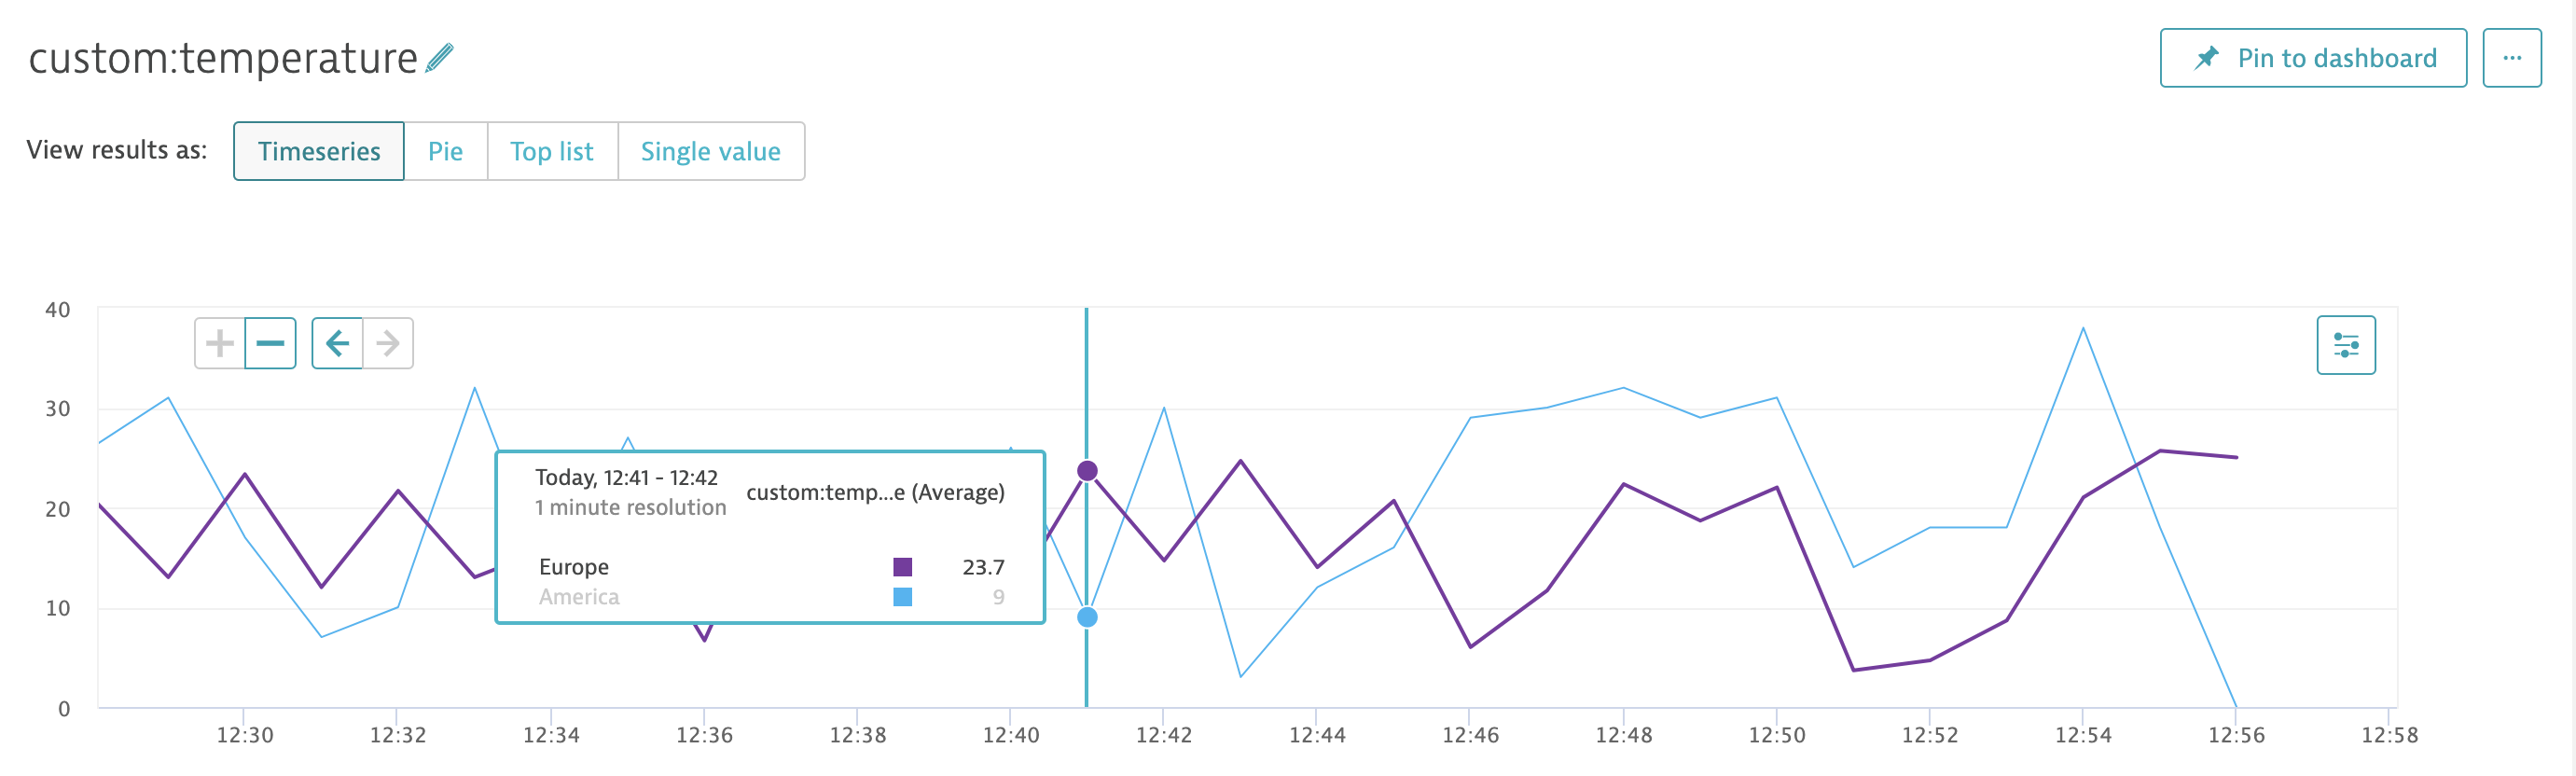 custom:temperature
Pin to dashboard
...
View results as:
Timeseries
Pie
Top list
Single value
40
30
20
10
0
Today, 12:41 - 12:42
1 minute resolution
custom:temp...e (Average)
Europe 23.7
America 9
12:30 12:32 12:34 12:36 12:38 12:40 12:42 12:44 12:46 12:48 12:50 12:52 12:54 12:56 12:58